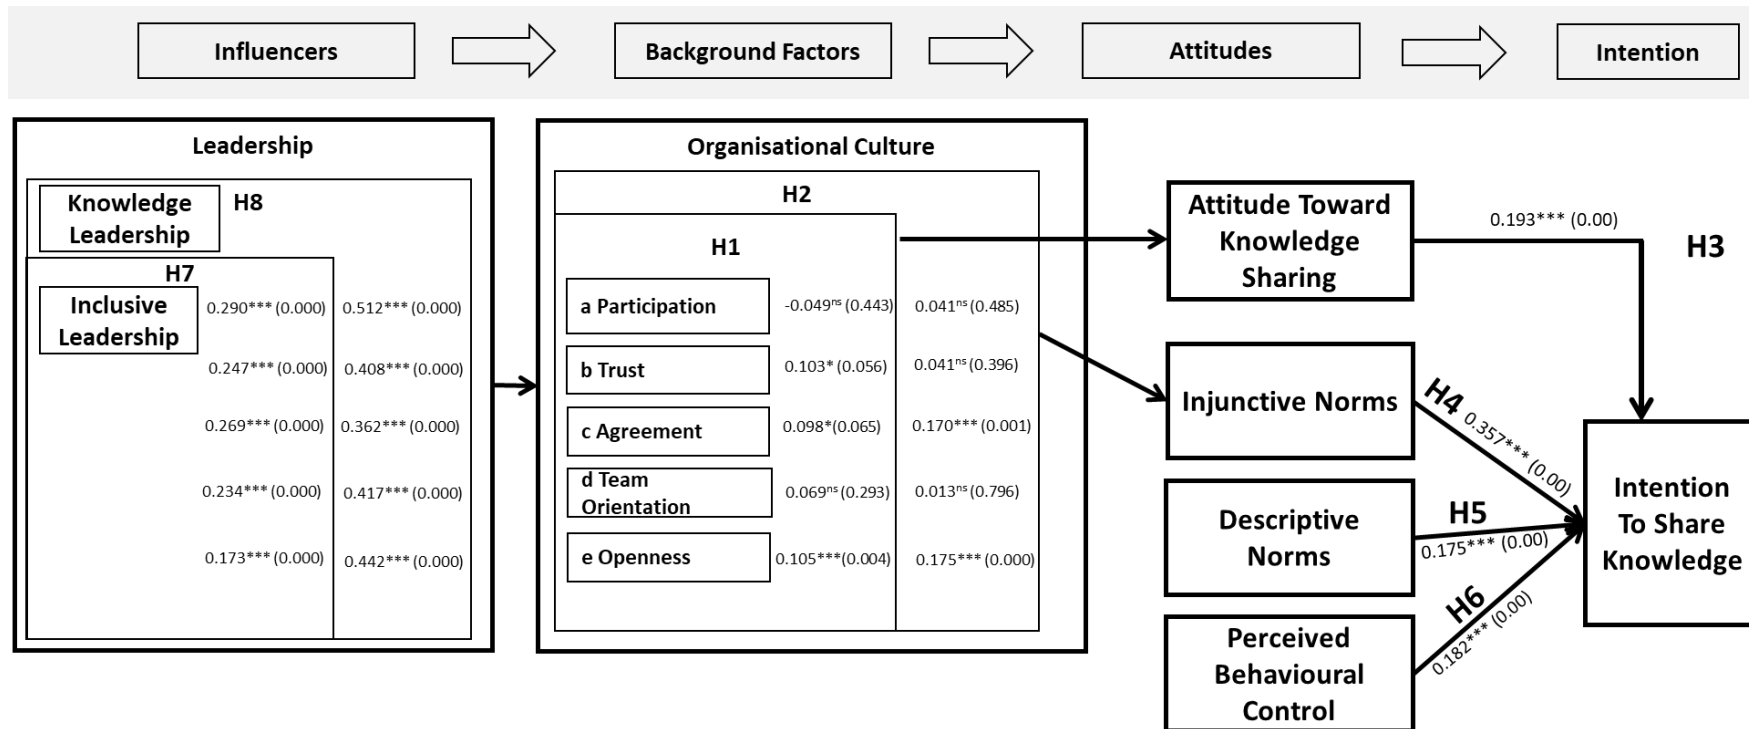 Influencers
Background Factors
Attitudes
Intention
Leadership
Knowledge
Leadership
H8
H7
Inclusive
Leadership
0.290*** (0.000)
0.512*** (0.000)
0.247*** (0.000)
0.408*** (0.000)
0.269*** (0.000)
0.362*** (0.000)
0.234*** (0.000)
0.417*** (0.000)
0.173*** (0.000)
0.442*** (0.000)
Organisational Culture
H2
H1
a Participation
-0.049ⁿˢ (0.443)
0.041ⁿˢ (0.485)
b Trust
0.103* (0.056)
0.041ⁿˢ (0.396)
c Agreement
0.098*(0.065)
0.170*** (0.001)
d Team
Orientation
0.069ⁿˢ (0.293)
0.013ⁿˢ (0.796)
e Openness
0.105***(0.004)
0.175*** (0.000)
Attitude Toward
Knowledge
Sharing
0.193*** (0.00)
H3
Injunctive Norms
H4
0.357*** (0.00)
Descriptive
Norms
H5
0.175*** (0.00)
Perceived
Behavioural
Control
H6
0.182*** (0.00)
Intention
To Share
Knowledge